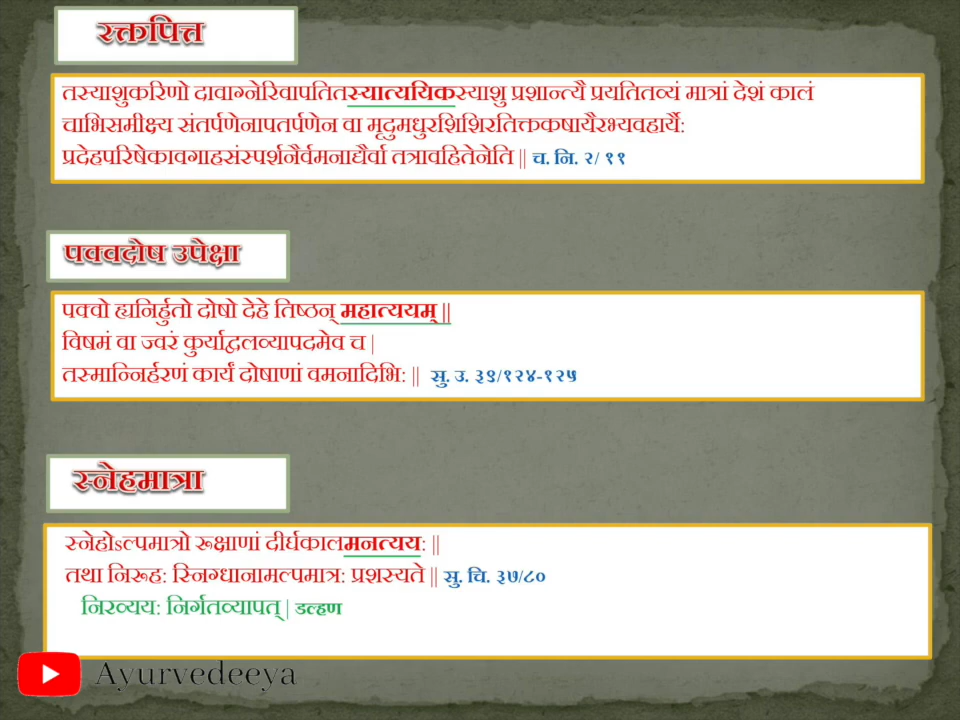 रक्तपित्त
तस्याशुकरिणो दावाग्नेरिवापतितस्यात्ययिकस्याशु प्रशान्त्यै प्रयतितव्यं मात्रां देशं कालं
चाभिसमीक्ष्य संतर्पणेनापतर्पणेन वा मृदुमधुरशिशिरतिक्तकषायैरभ्यवहार्यै:
प्रदेहपरिषेकावगाहसंस्पर्शनैर्वमनाद्यैर्वा तत्रावहितेनेति || च. नि. २/ ११
पक्वदोष उपेक्षा
पक्वो ह्यनिर्हुतो दोषो देहे तिष्ठन् महात्ययम् ||
विषमं वा ज्वरं कुर्याद्वलव्यापदमेव च |
तस्मान्निर्हरणं कार्यं दोषाणां वमनादिभि: || सु. उ. ३९/१२४-१२५
स्नेहमात्रा
स्नेहोऽल्पमात्रो रूक्षाणां दीर्घकालमनत्यय: ||
तथा निरूह: स्निग्धानामल्पमात्र: प्रशस्यते || सु. चि. ३७/८०
निरव्यय: निर्गतव्यापत् | डल्हण
Ayurvedeeya